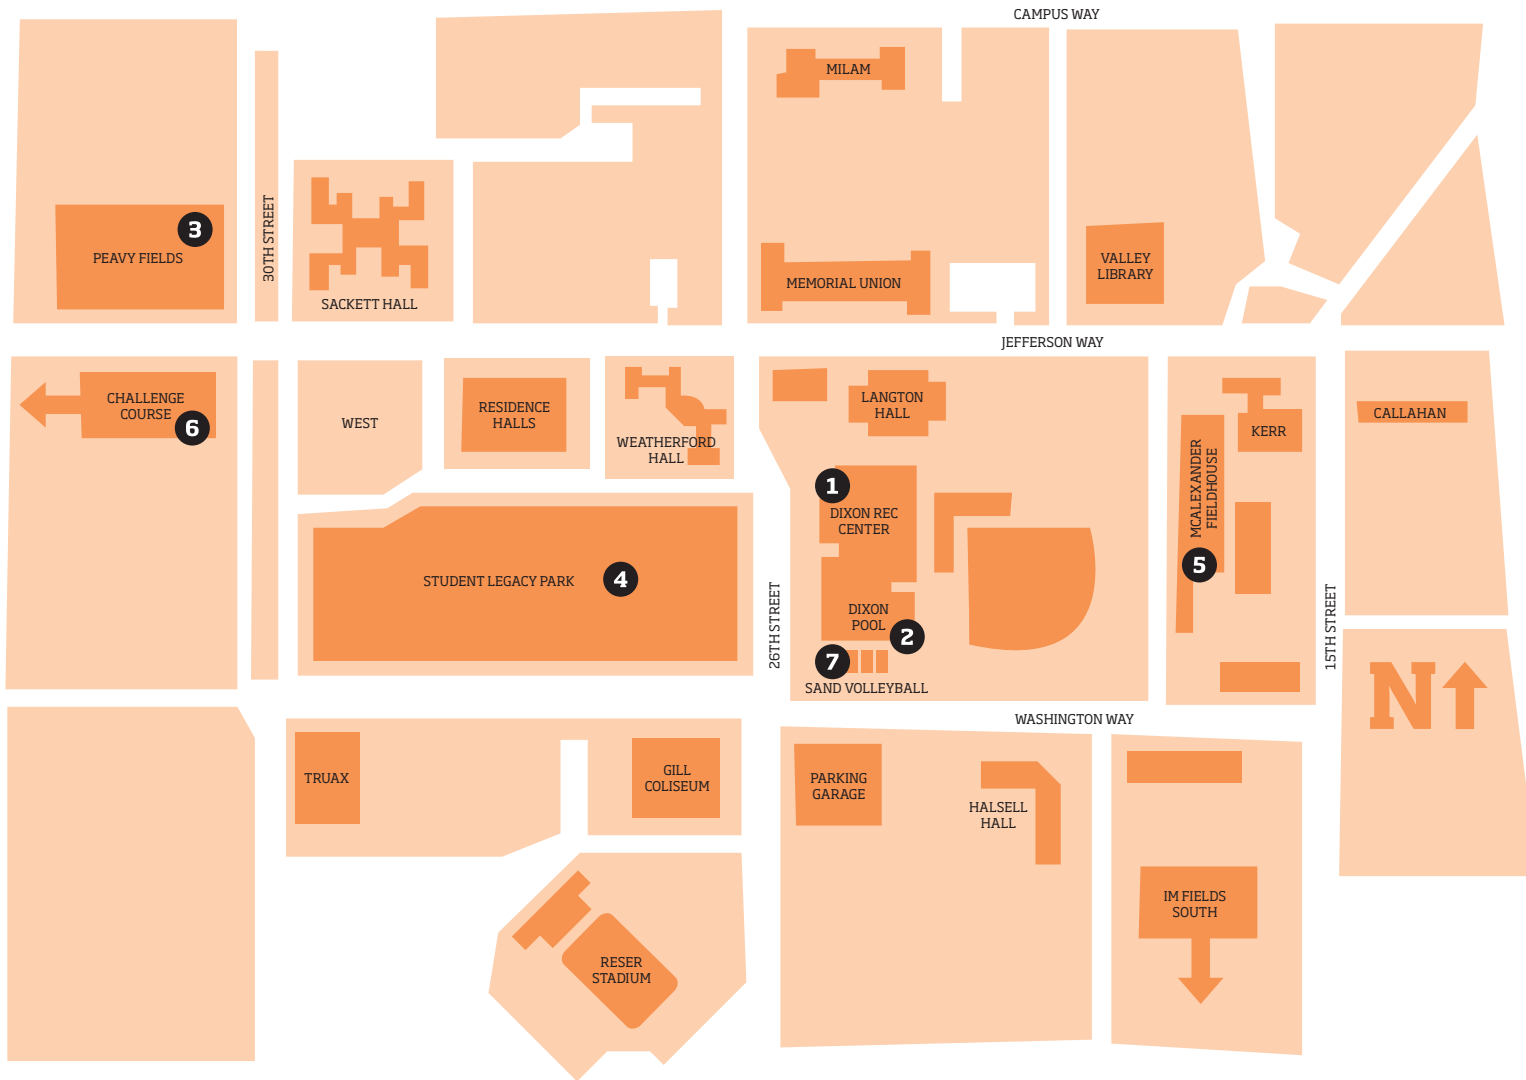 CAMPUS WAY
MILAM
30TH STREET
3
PEAVY FIELDS
SACKETT HALL
MEMORIAL UNION
VALLEY
LIBRARY
JEFFERSON WAY
CHALLENGE
COURSE
6
WEST
RESIDENCE
HALLS
WEATHERFORD
HALL
LANGTON
HALL
KERR
CALLAHAN
MCALEXANDER
FIELDHOUSE
5
1
DIXON REC
CENTER
STUDENT LEGACY PARK
4
26TH STREET
DIXON
POOL
2
7
SAND VOLLEYBALL
15TH STREET
N
WASHINGTON WAY
TRUAX
GILL
COLISEUM
PARKING
GARAGE
HALSELL
HALL
IM FIELDS
SOUTH
RESER
STADIUM